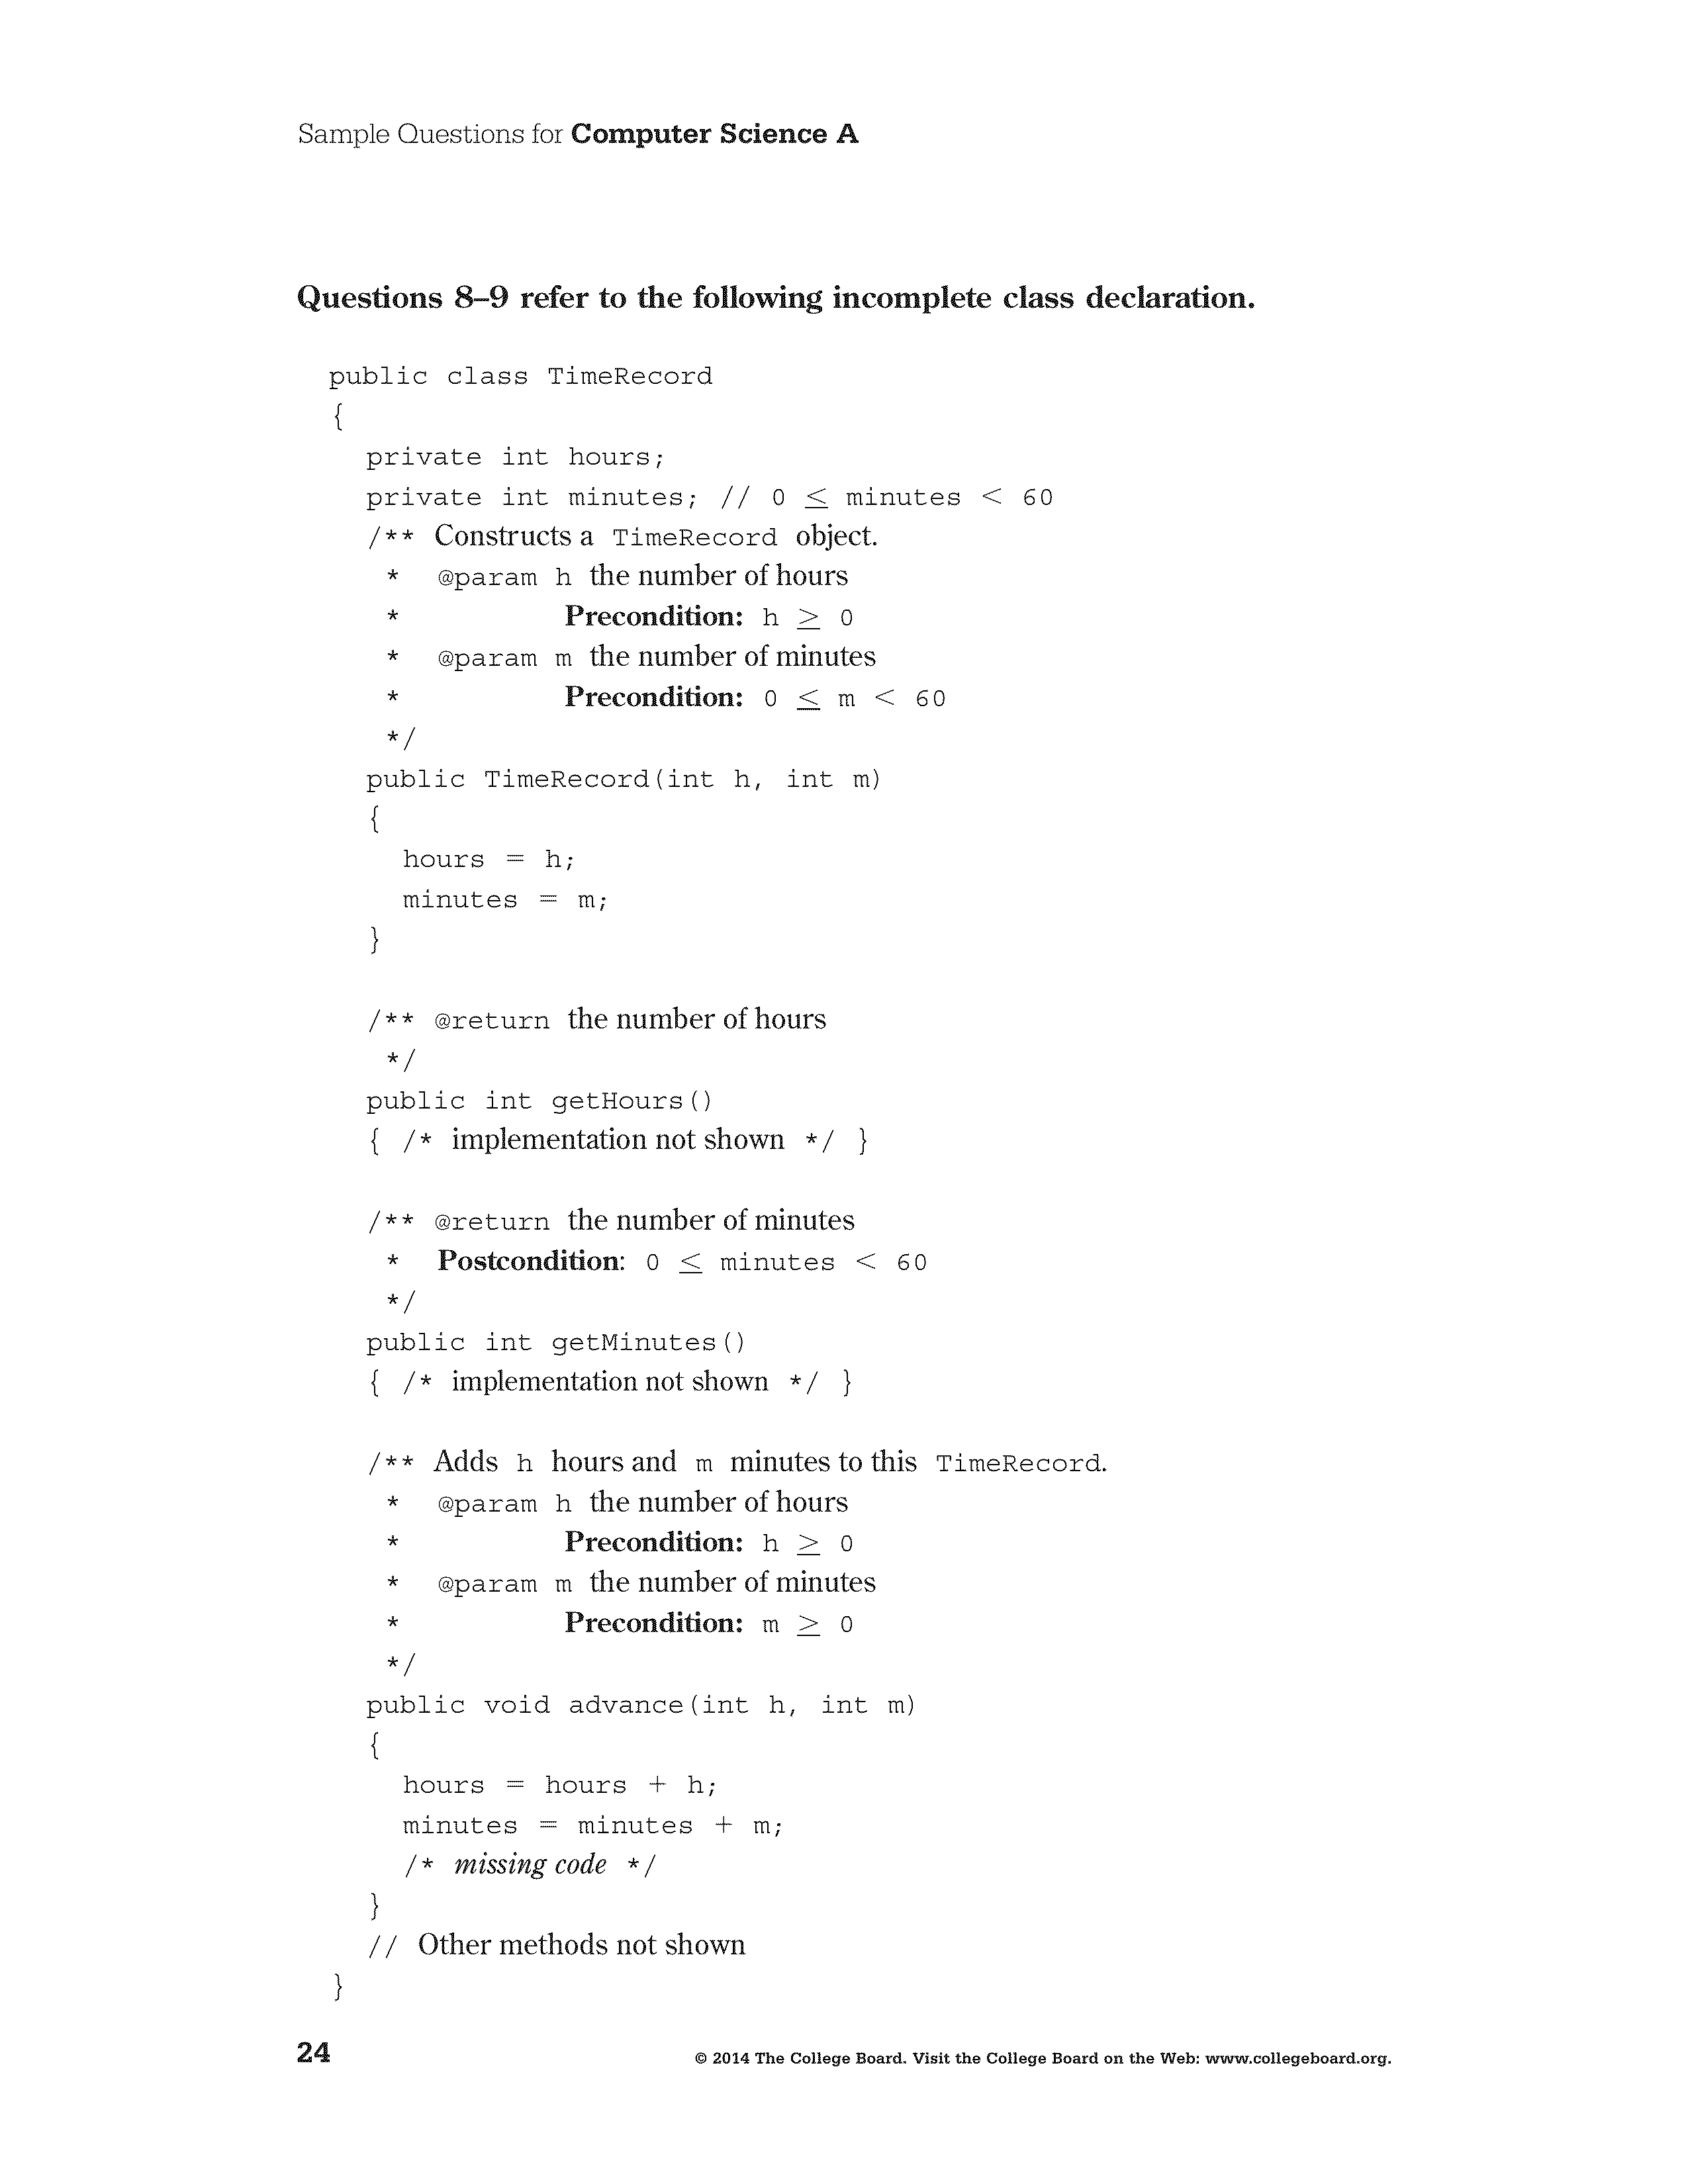 Sample Questions for Computer Science A
Questions 8–9 refer to the following incomplete class declaration.
public class TimeRecord
{
private int hours;
private int minutes; // 0 ≤ minutes < 60
/** Constructs a TimeRecord object.
* @param h the number of hours
* Precondition: h ≥ 0
* @param m the number of minutes
* Precondition: 0 ≤ m < 60
*/
public TimeRecord(int h, int m)
{
hours = h;
minutes = m;
}
/** @return the number of hours
*/
public int getHours()
{ /* implementation not shown */ }
/** @return the number of minutes
* Postcondition: 0 ≤ minutes < 60
*/
public int getMinutes()
{ /* implementation not shown */ }
/** Adds h hours and m minutes to this TimeRecord.
* @param h the number of hours
* Precondition: h ≥ 0
* @param m the number of minutes
* Precondition: m ≥ 0
*/
public void advance(int h, int m)
{
hours = hours + h;
minutes = minutes + m;
/* missing code */
}
// Other methods not shown
}
24 © 2014 The College Board. Visit the College Board on the Web: www.collegeboard.org.